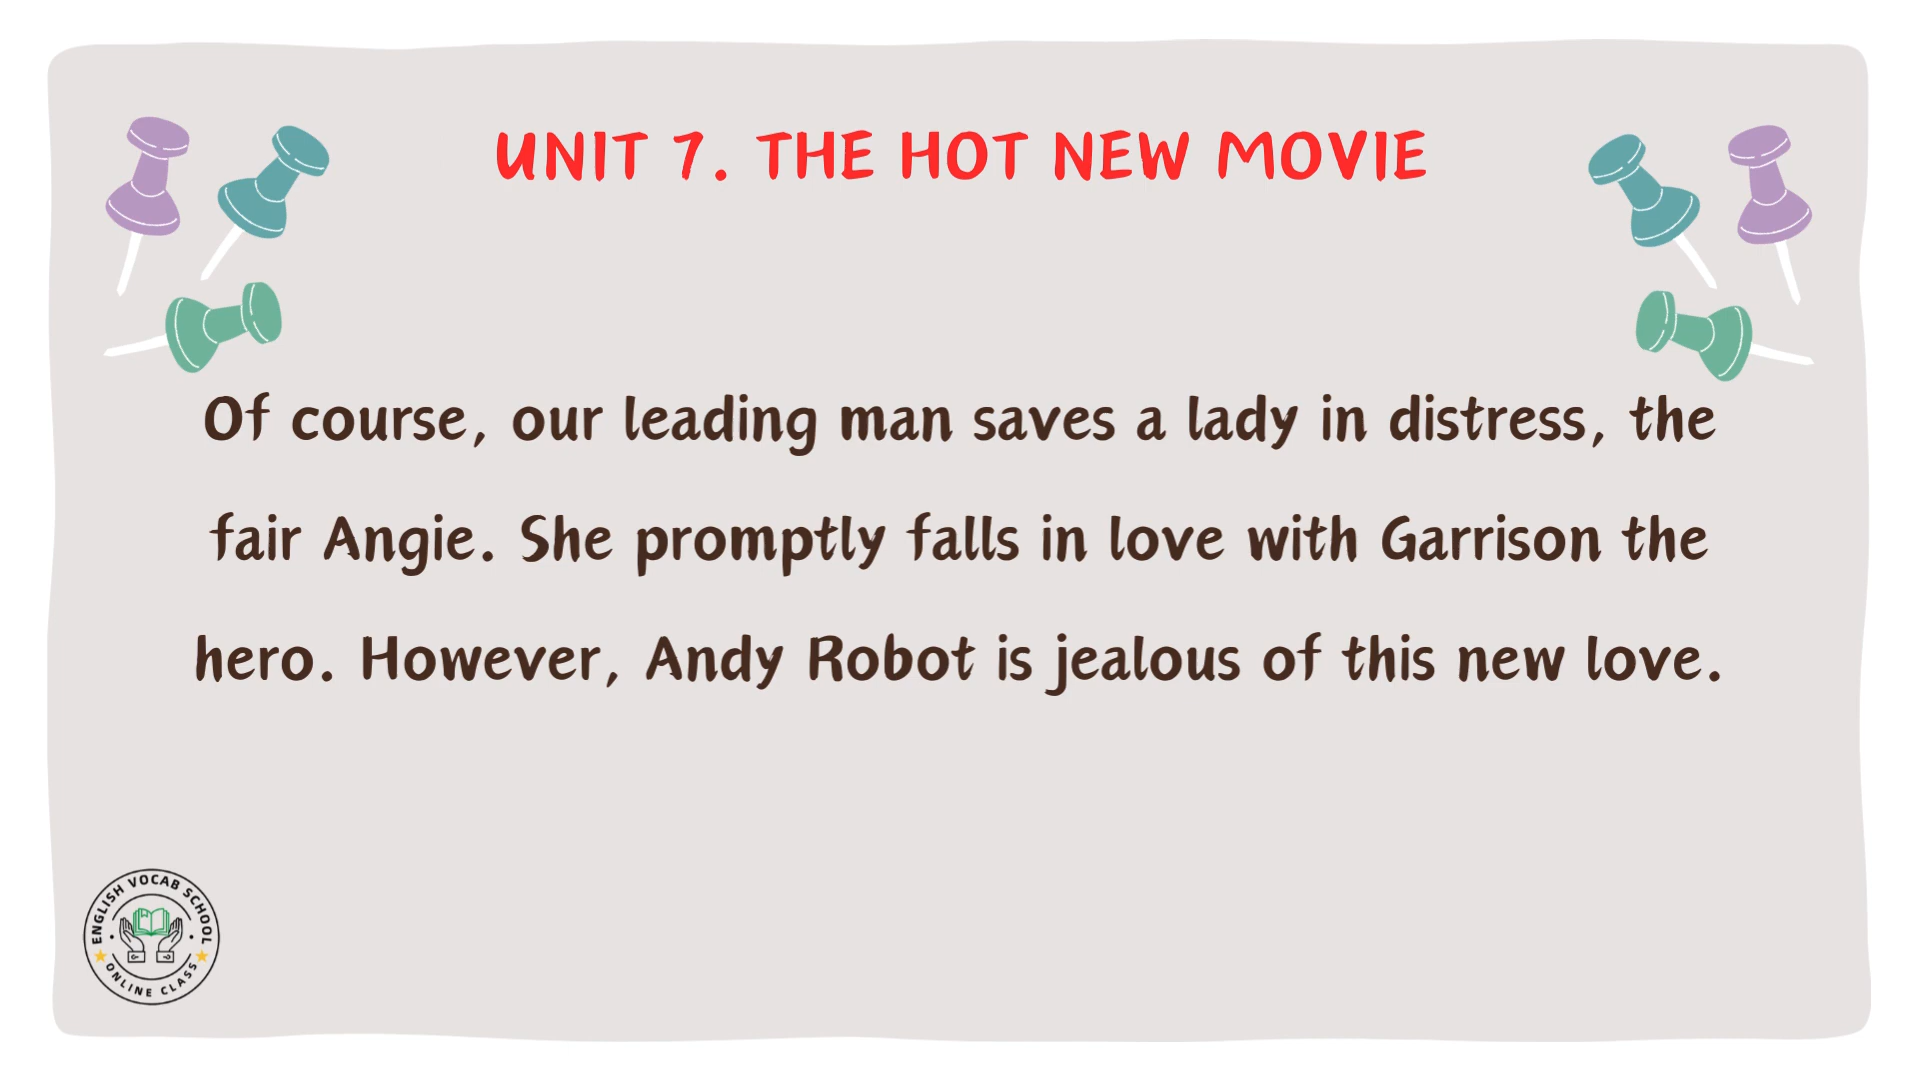 UNIT 7. THE HOT NEW MOVIE
Of course, our leading man saves a lady in distress, the
fair Angie. She promptly falls in love with Garrison the
hero. However, Andy Robot is jealous of this new love.
ENGLISH VOCAB SCHOOL
ONLINE CLASS